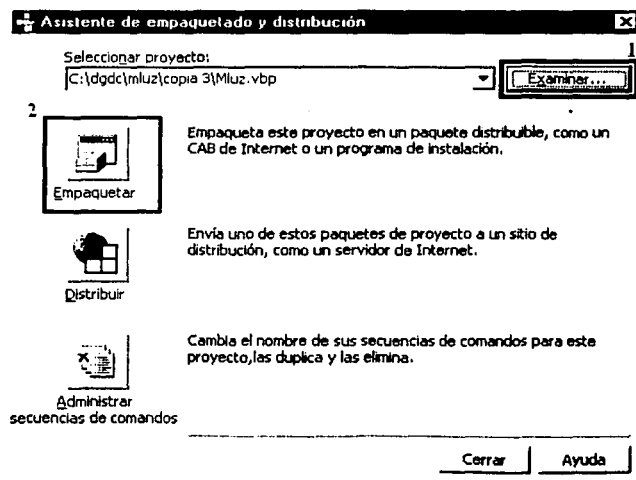 Asistente de empaquetado y distribución
Seleccionar proyecto:
1
C:\dgdc\mluz\copia 3\Mluz.vbp
Examinar...
2
Empaqueta este proyecto en un paquete distribuible, como un
CAB de Internet o un programa de instalación.
Empaquetar
Envía uno de estos paquetes de proyecto a un sitio de
distribución, como un servidor de Internet.
Distribuir
Cambia el nombre de sus secuencias de comandos para este
proyecto,las duplica y las elimina.
Administrar
secuencias de comandos
Cerrar
Ayuda